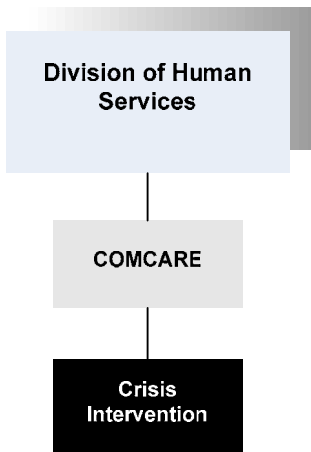 Division of Human
Services
COMCARE
Crisis
Intervention